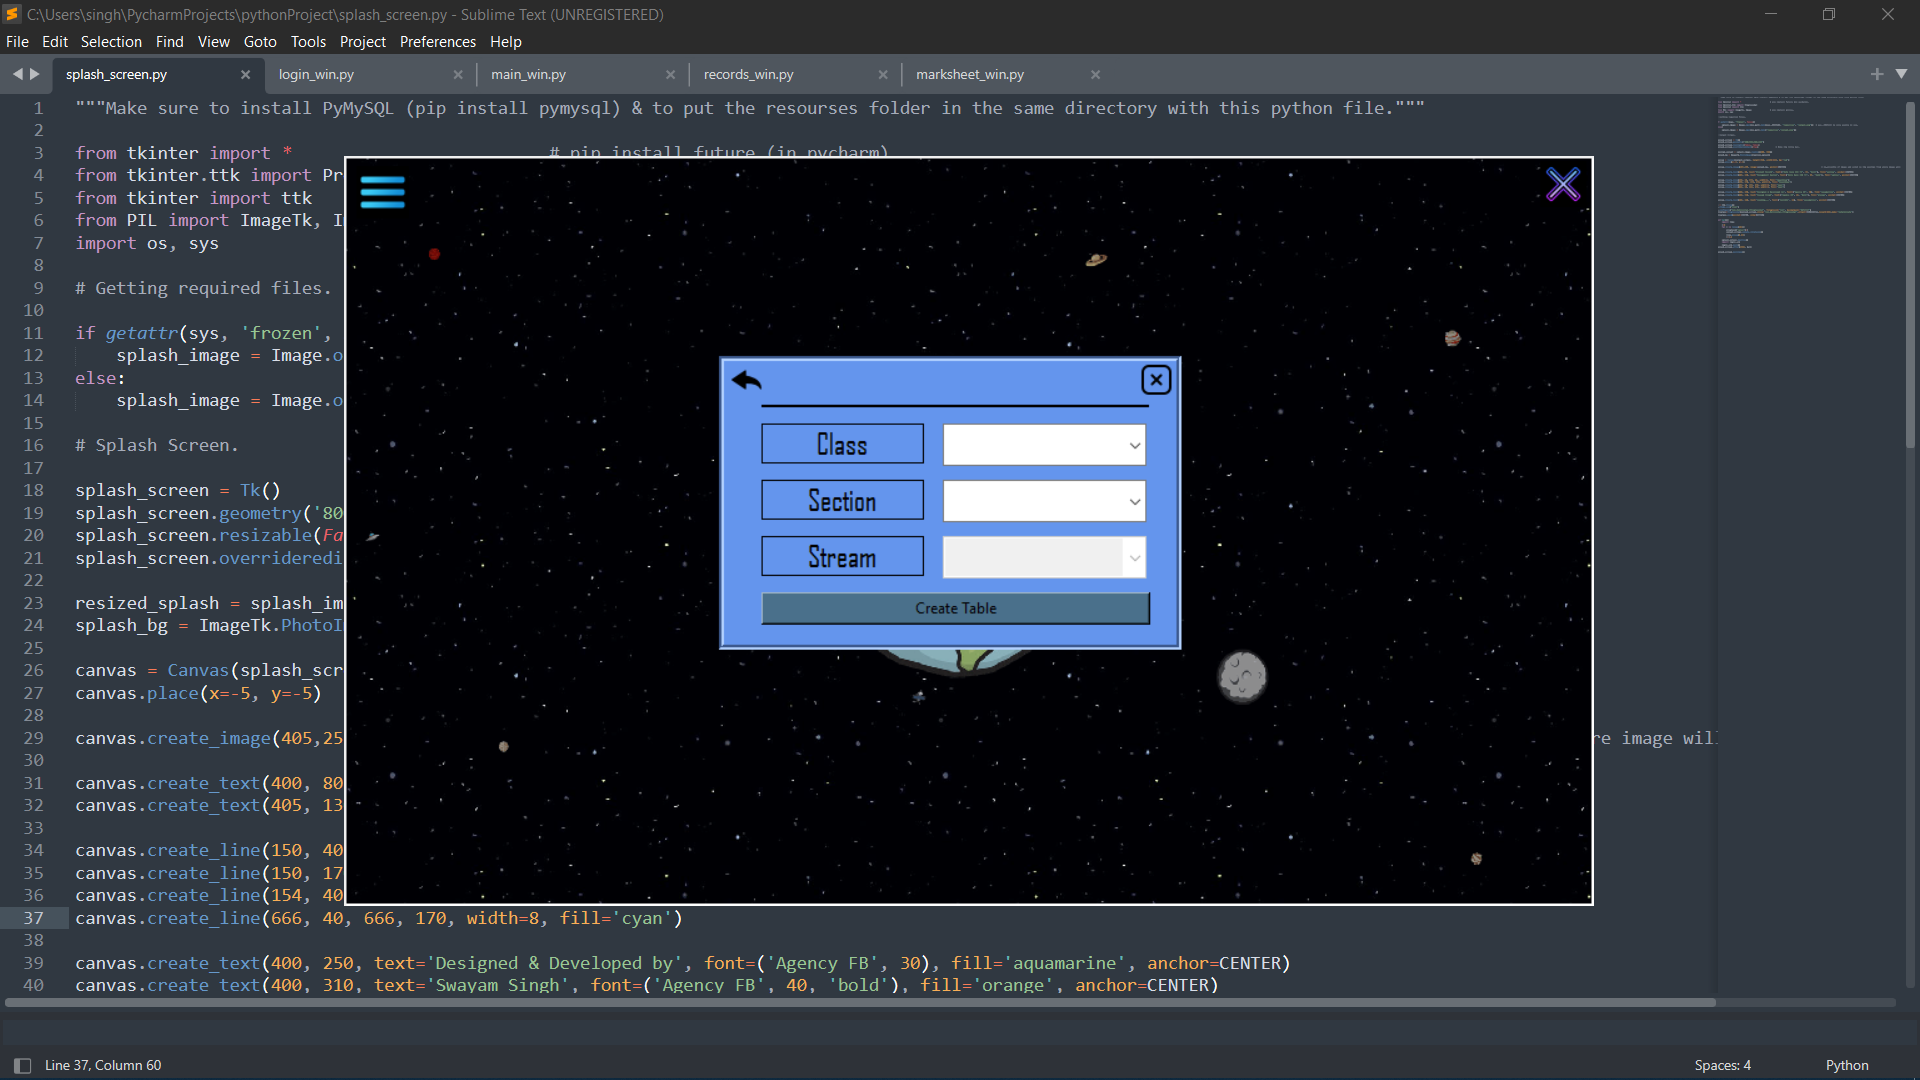 C:\Users\singh\PycharmProjects\pythonProject\splash_screen.py - Sublime Text (UNREGISTERED)
File Edit Selection Find View Goto Tools Project Preferences Help
splash_screen.py login_win.py main_win.py records_win.py marksheet_win.py
1 """Make sure to install PyMySQL (pip install pymysql) & to put the resourses folder in the same directory with this python file."""
2
3 from tkinter import * # pip install future (in pycharm)
4 from tkinter.ttk import Pr
5 from tkinter import ttk
6 from PIL import ImageTk, I
7 import os, sys
8
9 # Getting required files.
10
11 if getattr(sys, 'frozen',
12 splash_image = Image.o
13 else:
14 splash_image = Image.o
15
16 # Splash Screen.
17
18 splash_screen = Tk()
19 splash_screen.geometry('80
20 splash_screen.resizable(Fa
21 splash_screen.overrideredi
22
23 resized_splash = splash_im
24 splash_bg = ImageTk.PhotoI
25
26 canvas = Canvas(splash_scr
27 canvas.place(x=-5, y=-5)
28
29 canvas.create_image(405,25 re image wil
30
31 canvas.create_text(400, 80
32 canvas.create_text(405, 13
33
34 canvas.create_line(150, 40
35 canvas.create_line(150, 17
36 canvas.create_line(154, 40
37 canvas.create_line(666, 40, 666, 170, width=8, fill='cyan')
38
39 canvas.create_text(400, 250, text='Designed & Developed by', font=('Agency FB', 30), fill='aquamarine', anchor=CENTER)
40 canvas.create_text(400, 310, text='Swayam Singh', font=('Agency FB', 40, 'bold'), fill='orange', anchor=CENTER)
Class
Section
Stream
Create Table
Line 37, Column 60 Spaces: 4 Python